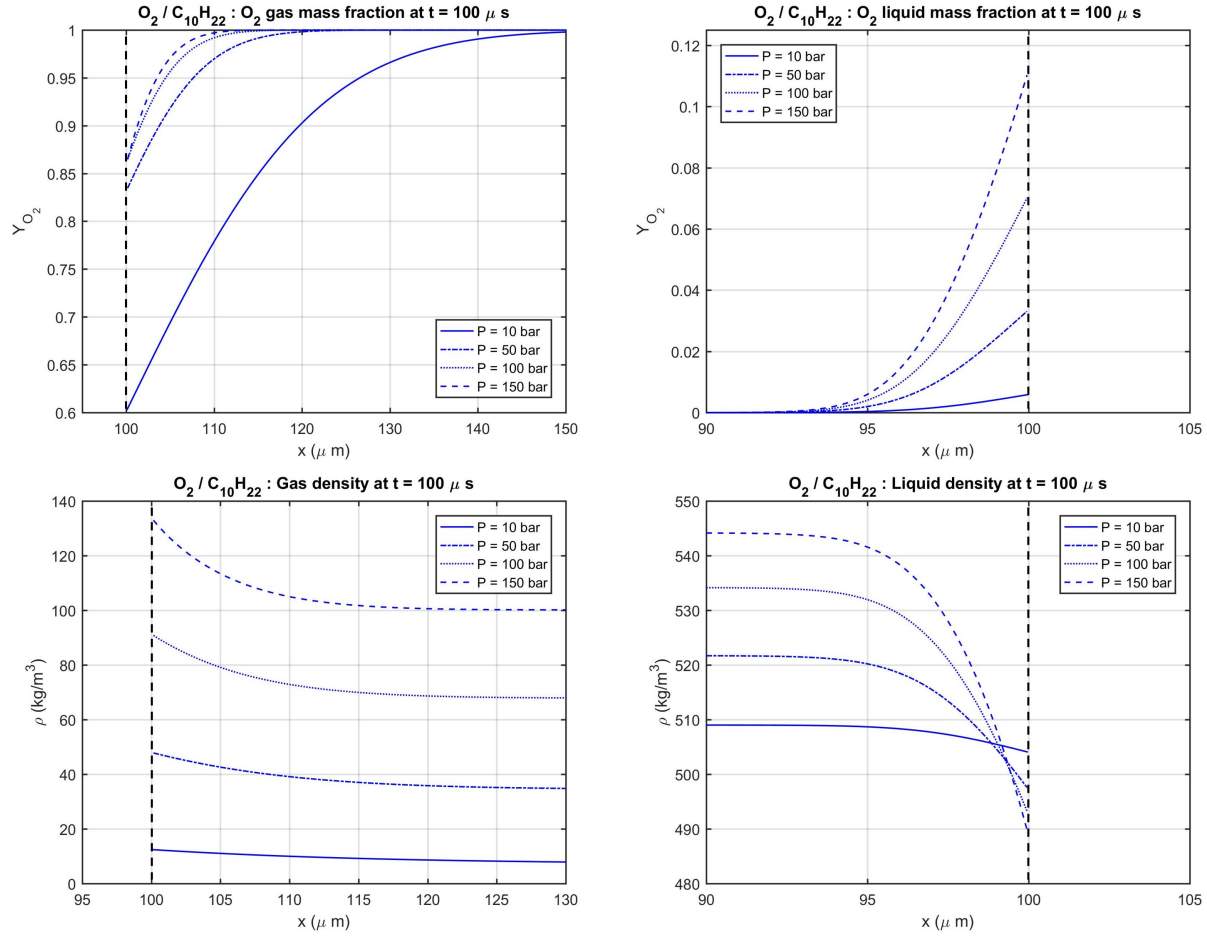 O2 / C10H22 : O2 gas mass fraction at t = 100 μ s
1
0.95
0.9
0.85
0.8
0.75
0.7
0.65
0.6
YO2
P = 10 bar
P = 50 bar
P = 100 bar
P = 150 bar
100 110 120 130 140 150
x (μ m)
O2 / C10H22 : O2 liquid mass fraction at t = 100 μ s
0.12
0.1
0.08
0.06
0.04
0.02
0
YO2
P = 10 bar
P = 50 bar
P = 100 bar
P = 150 bar
90 95 100 105
x (μ m)
O2 / C10H22 : Gas density at t = 100 μ s
140
120
100
80
60
40
20
0
ρ (kg/m3)
P = 10 bar
P = 50 bar
P = 100 bar
P = 150 bar
95 100 105 110 115 120 125 130
x (μ m)
O2 / C10H22 : Liquid density at t = 100 μ s
550
540
530
520
510
500
490
480
ρ (kg/m3)
P = 10 bar
P = 50 bar
P = 100 bar
P = 150 bar
90 95 100 105
x (μ m)